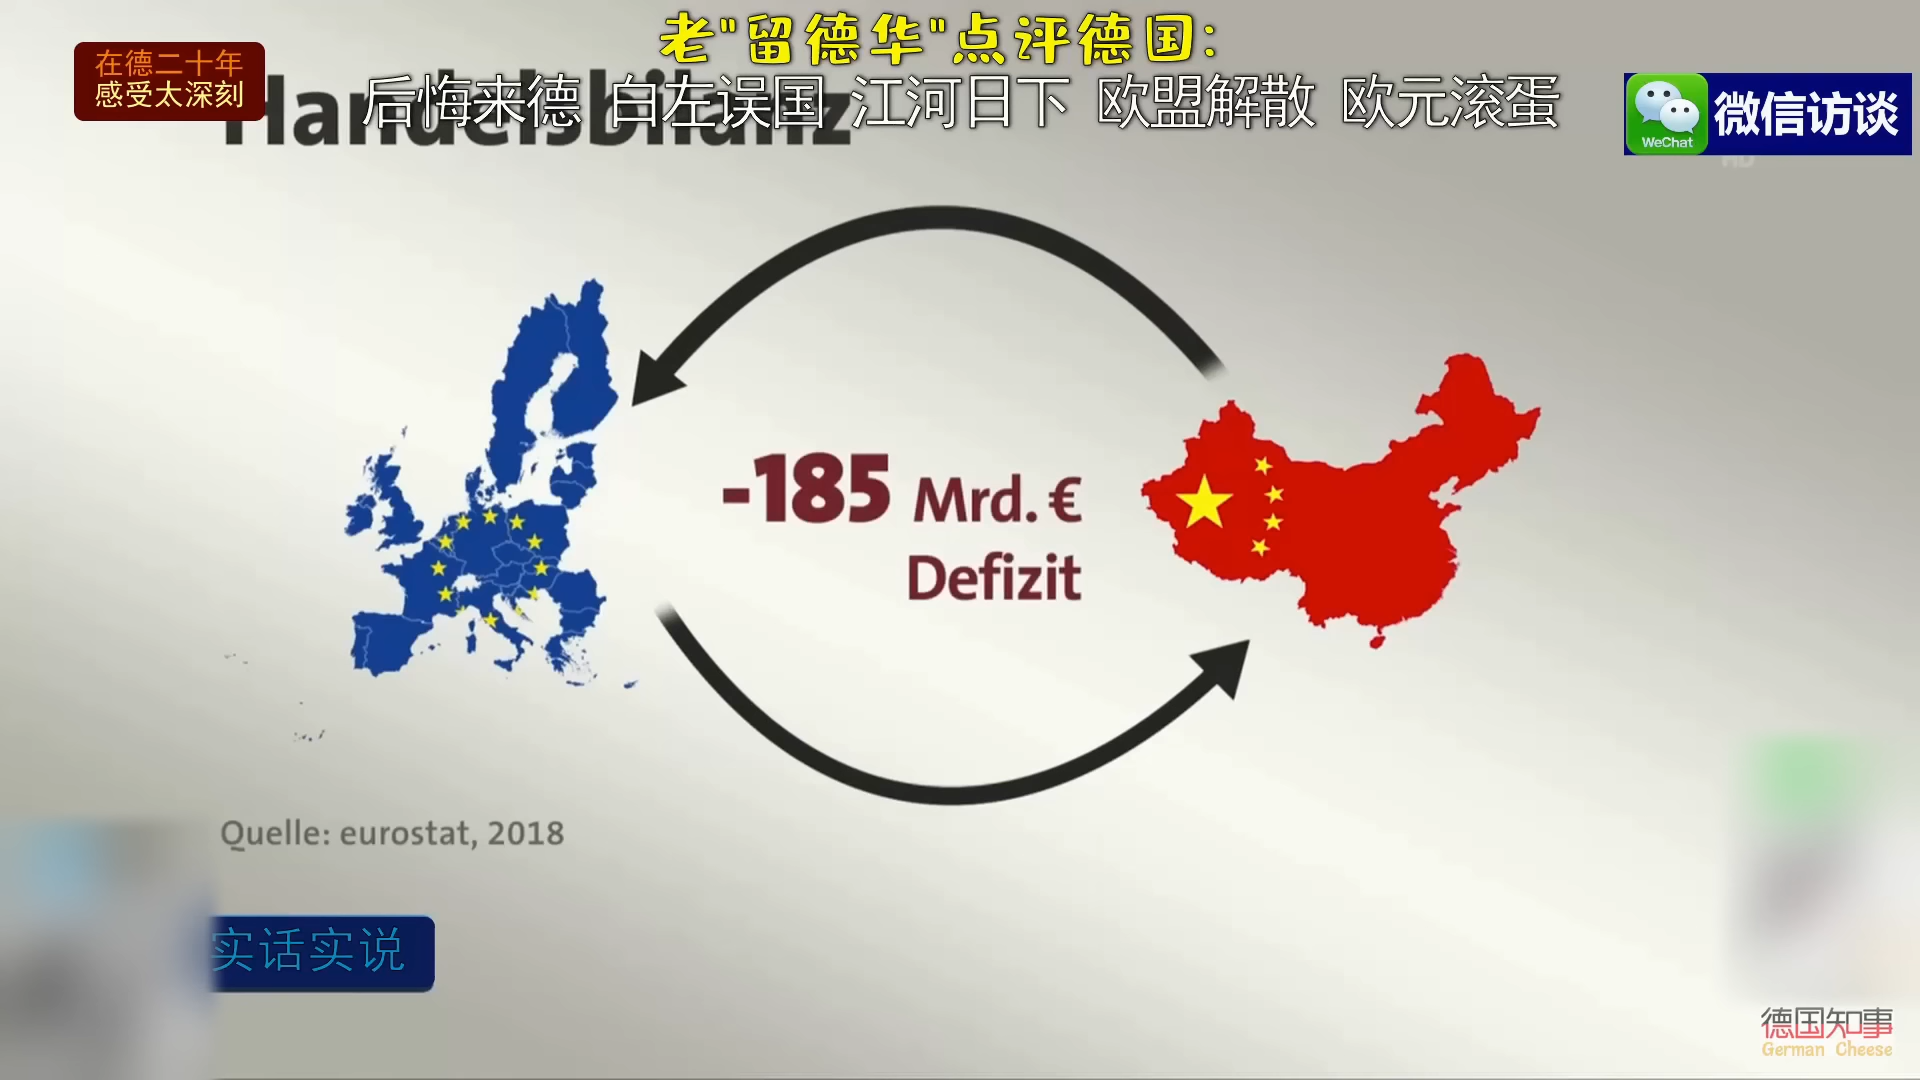 老"留德华"点评德国:
在德二十年
感受太深刻
后悔来德 白左误国 江河日下 欧盟解散 欧元滚蛋
Handelsbilanz
WeChat
微信访谈
HD
-185 Mrd. €
Defizit
Quelle: eurostat, 2018
实话实说
德国知事
German Cheese